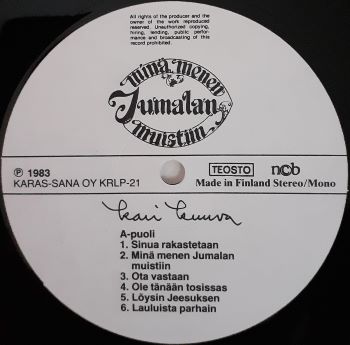 All rights of the producer and the
owner of the work reproduced
reserved. Unauthorized copying,
hiring, lending, public perfor-
mance and broadcasting of this
record prohibited.
minä menen
Jumalan
muistiin
℗ 1983
KARAS-SANA OY KRLP-21
TEOSTO ncb
Made in Finland Stereo/Mono
Kari Kuuva
A-puoli
1. Sinua rakastetaan
2. Minä menen Jumalan
muistiin
3. Ota vastaan
4. Ole tänään tosissas
5. Löysin Jeesuksen
6. Lauluista parhain